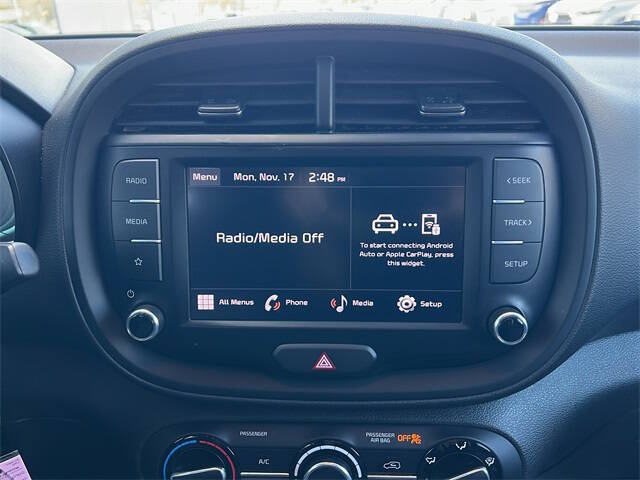 Menu Mon, Nov. 17 2:48 PM
RADIO
MEDIA
Radio/Media Off
To start connecting Android
Auto or Apple CarPlay, press
this widget.
All Menus Phone Media Setup
< SEEK
TRACK >
SETUP
PASSENGER
PASSENGER
AIR BAG OFF
A/C